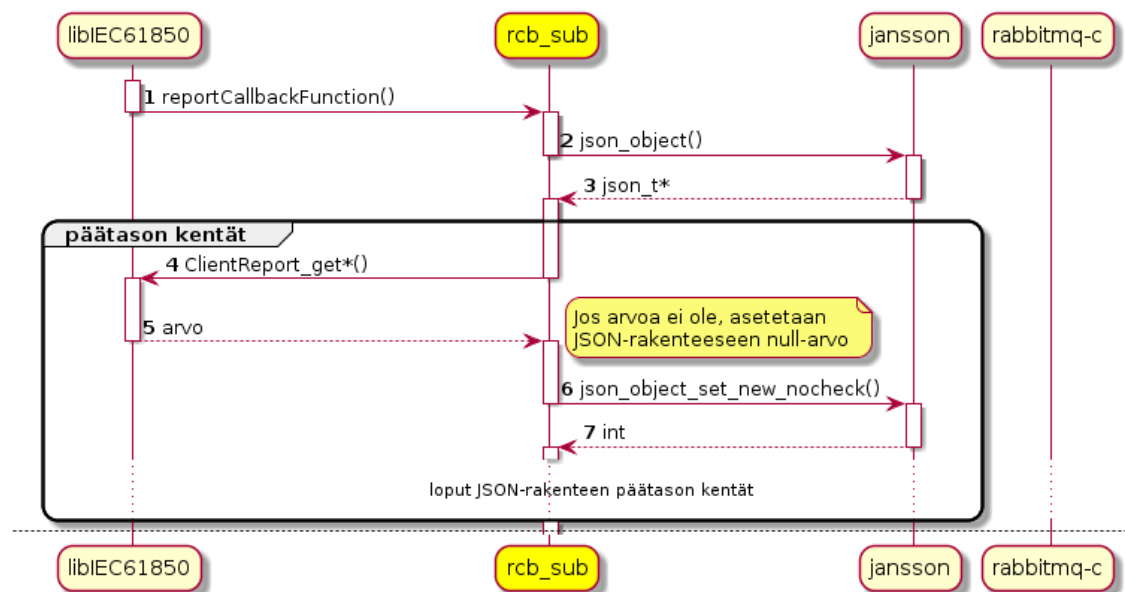 libIEC61850 rcb_sub jansson rabbitmq-c
1 reportCallbackFunction()
2 json_object()
3 json_t*
päätason kentät
4 ClientReport_get*()
Jos arvoa ei ole, asetetaan
JSON-rakenteeseen null-arvo
5 arvo
6 json_object_set_new_nocheck()
7 int
loput JSON-rakenteen päätason kentät
libIEC61850 rcb_sub jansson rabbitmq-c